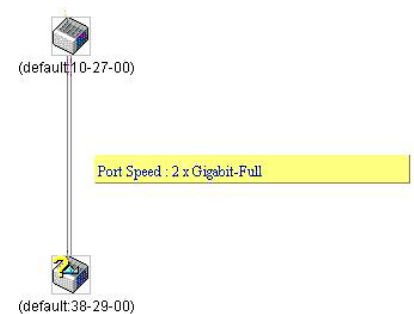 (default:10-27-00)
Port Speed : 2 x Gigabit-Full
?
(default:38-29-00)